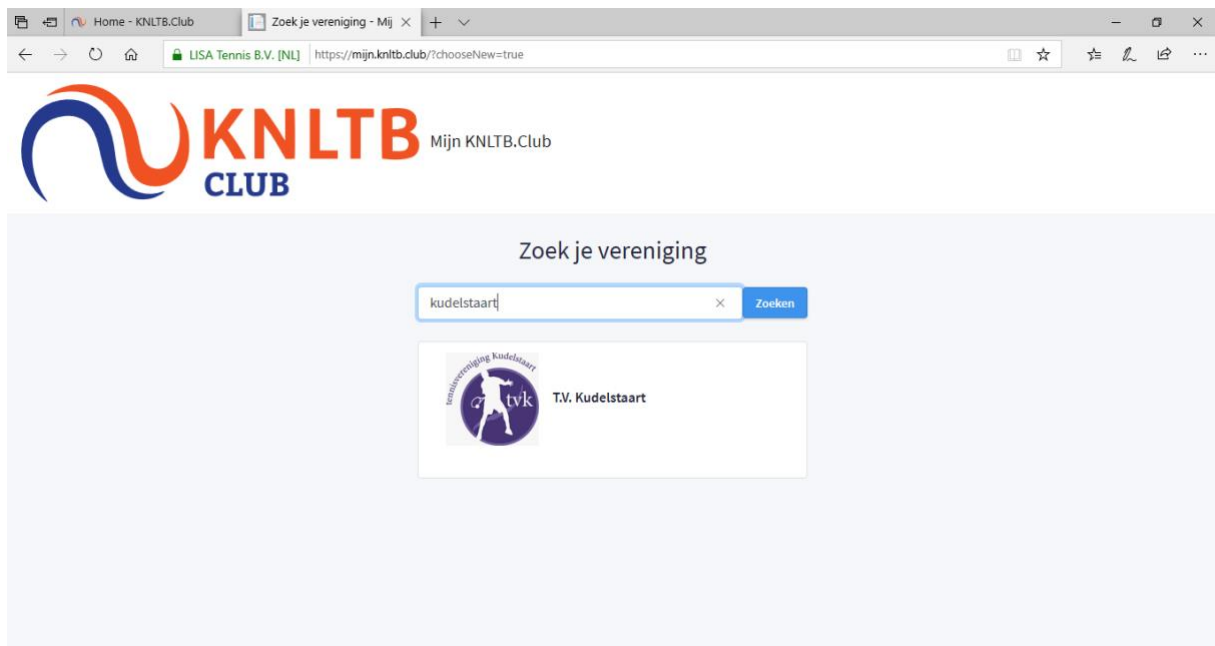 Home - KNLTB.Club
Zoek je vereniging - Mij
LISA Tennis B.V. [NL] https://mijn.knltb.club/?chooseNew=true
KNLTB
CLUB
Mijn KNLTB.Club
Zoek je vereniging
kudelstaart
Zoeken
tennisvereniging Kudelstaart
tvk
T.V. Kudelstaart